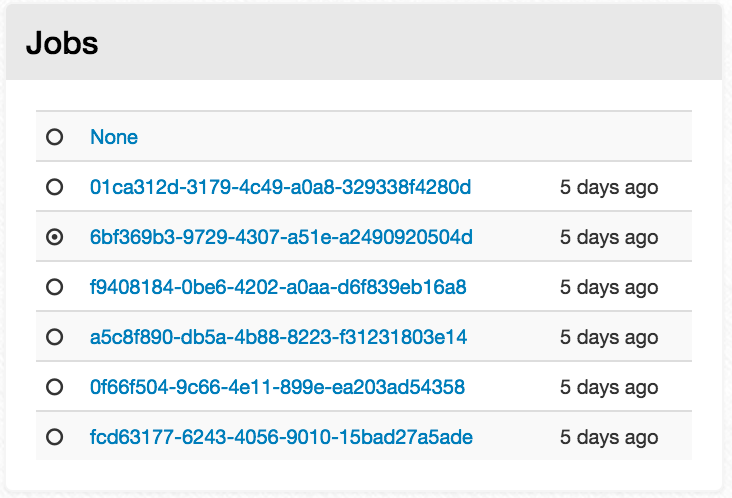 Jobs
None
01ca312d-3179-4c49-a0a8-329338f4280d 5 days ago
6bf369b3-9729-4307-a51e-a2490920504d 5 days ago
f9408184-0be6-4202-a0aa-d6f839eb16a8 5 days ago
a5c8f890-db5a-4b88-8223-f31231803e14 5 days ago
0f66f504-9c66-4e11-899e-ea203ad54358 5 days ago
fcd63177-6243-4056-9010-15bad27a5ade 5 days ago